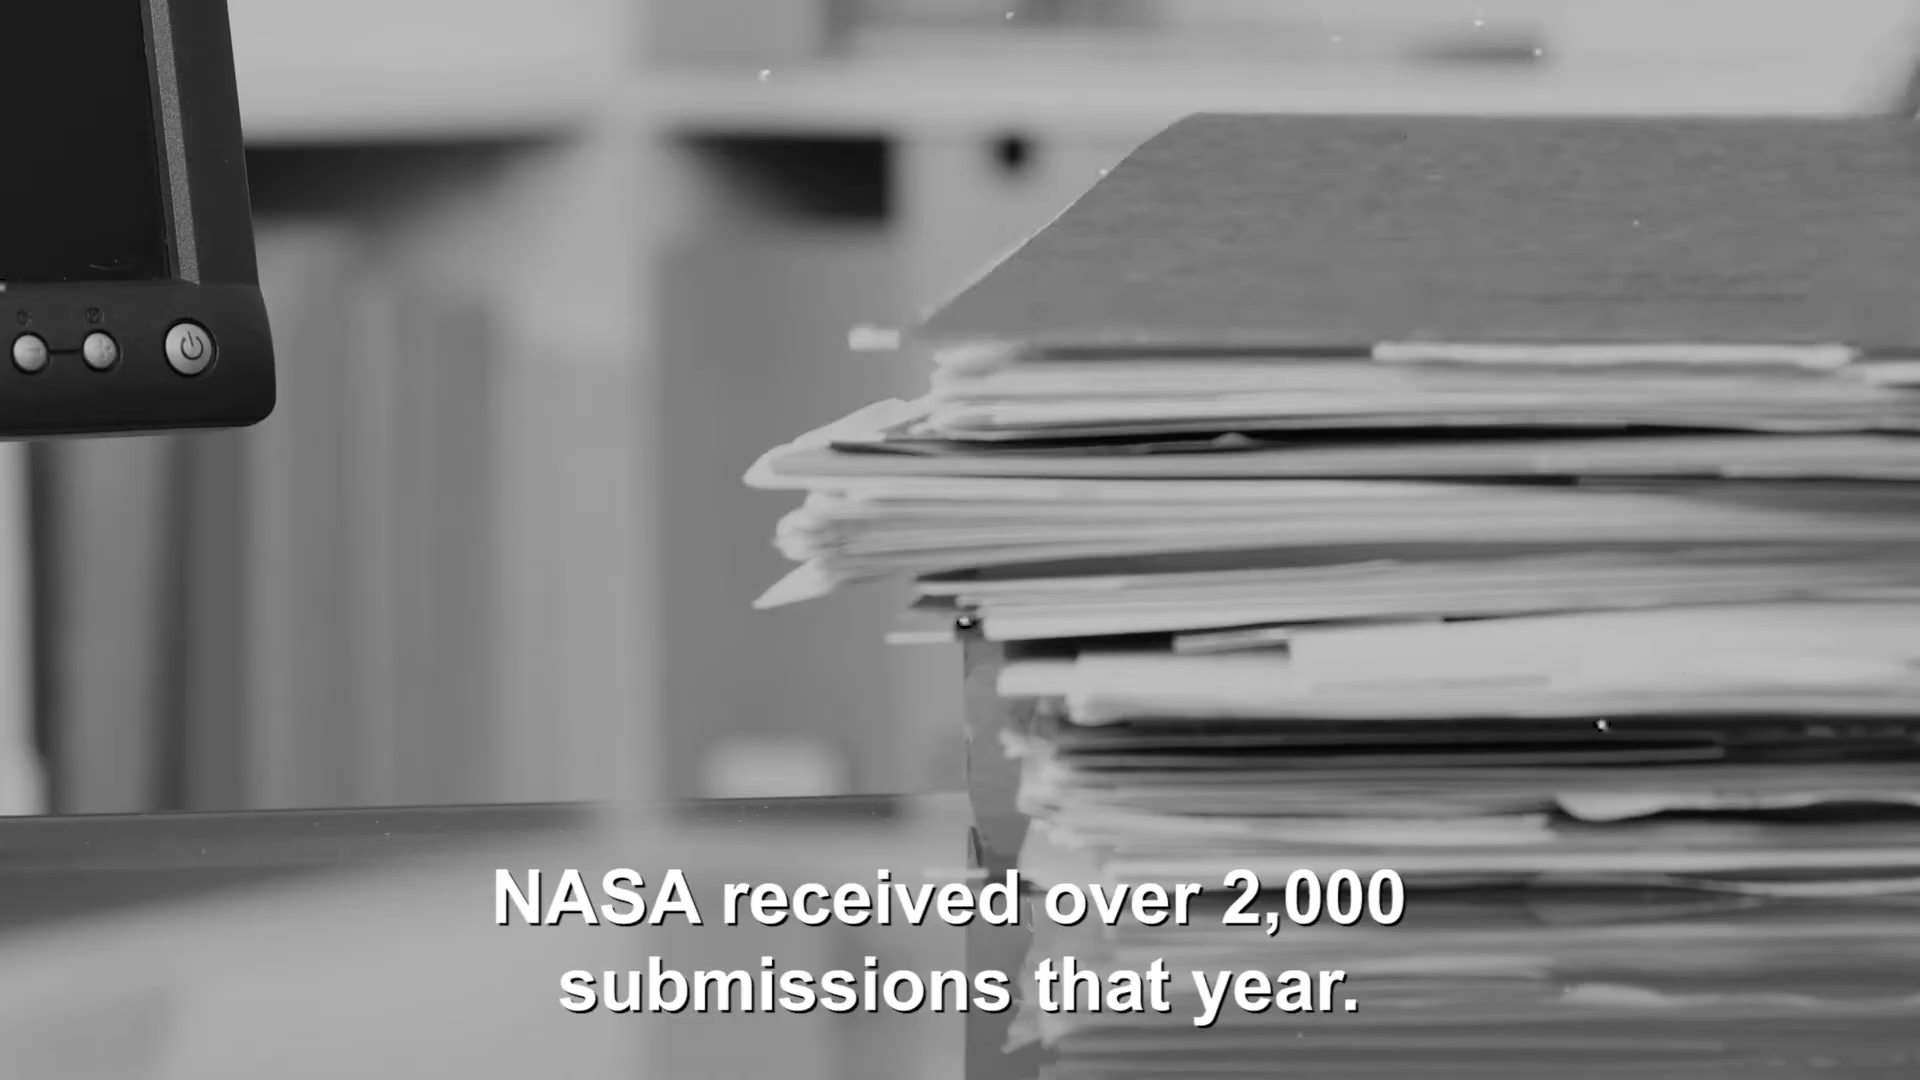 NASA received over 2,000
submissions that year.